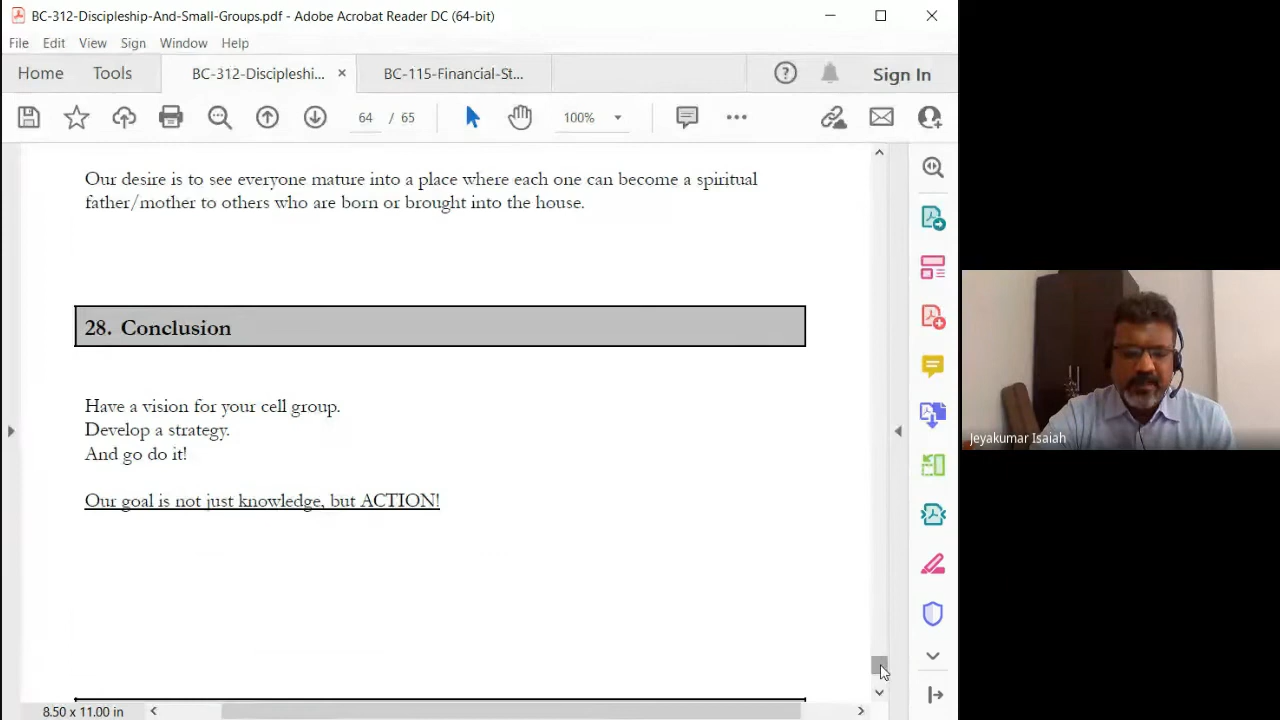 BC-312-Discipleship-And-Small-Groups.pdf - Adobe Acrobat Reader DC (64-bit)
File Edit View Sign Window Help
Home Tools BC-312-Discipleshi... × BC-115-Financial-St... Sign In
64 / 65 100%
Our desire is to see everyone mature into a place where each one can become a spiritual
father/mother to others who are born or brought into the house.
28. Conclusion
Have a vision for your cell group.
Develop a strategy.
And go do it!
Our goal is not just knowledge, but ACTION!
8.50 x 11.00 in
Jeyakumar Isaiah